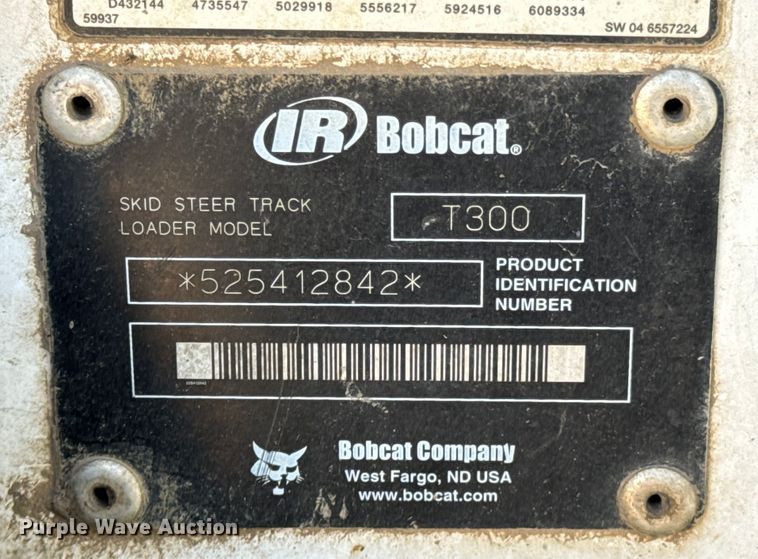 D432144 4735547 5029918 5556217 5924516 6089334
59937 SW 04 6557224
IR Bobcat®
SKID STEER TRACK
LOADER MODEL T300
*525412842* PRODUCT
IDENTIFICATION
NUMBER
Bobcat Company
West Fargo, ND USA
www.bobcat.com
Purple Wave Auction